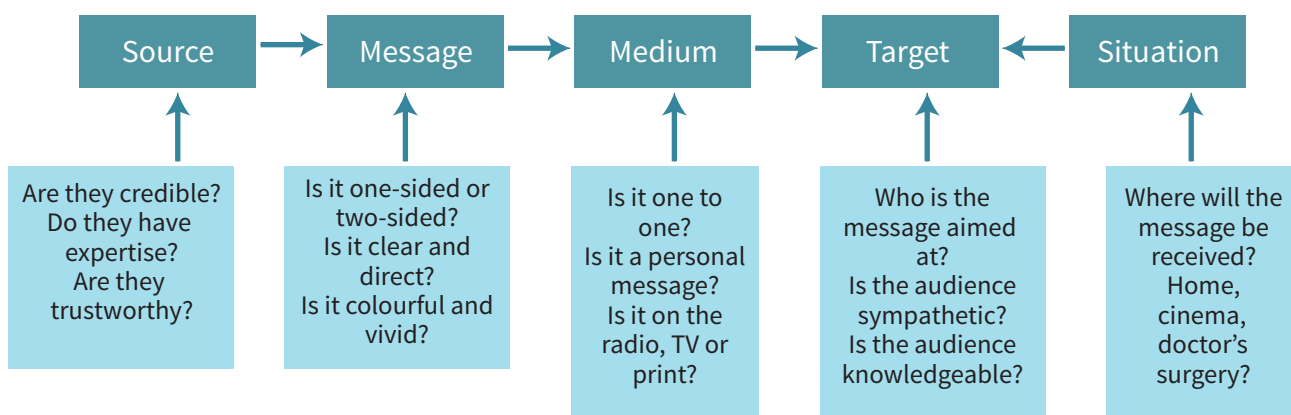 Source
Message
Medium
Target
Situation
Are they credible?
Do they have
expertise?
Are they
trustworthy?
Is it one-sided or
two-sided?
Is it clear and
direct?
Is it colourful and
vivid?
Is it one to
one?
Is it a personal
message?
Is it on the
radio, TV or
print?
Who is the
message aimed
at?
Is the audience
sympathetic?
Is the audience
knowledgeable?
Where will the
message be
received?
Home,
cinema,
doctor’s
surgery?